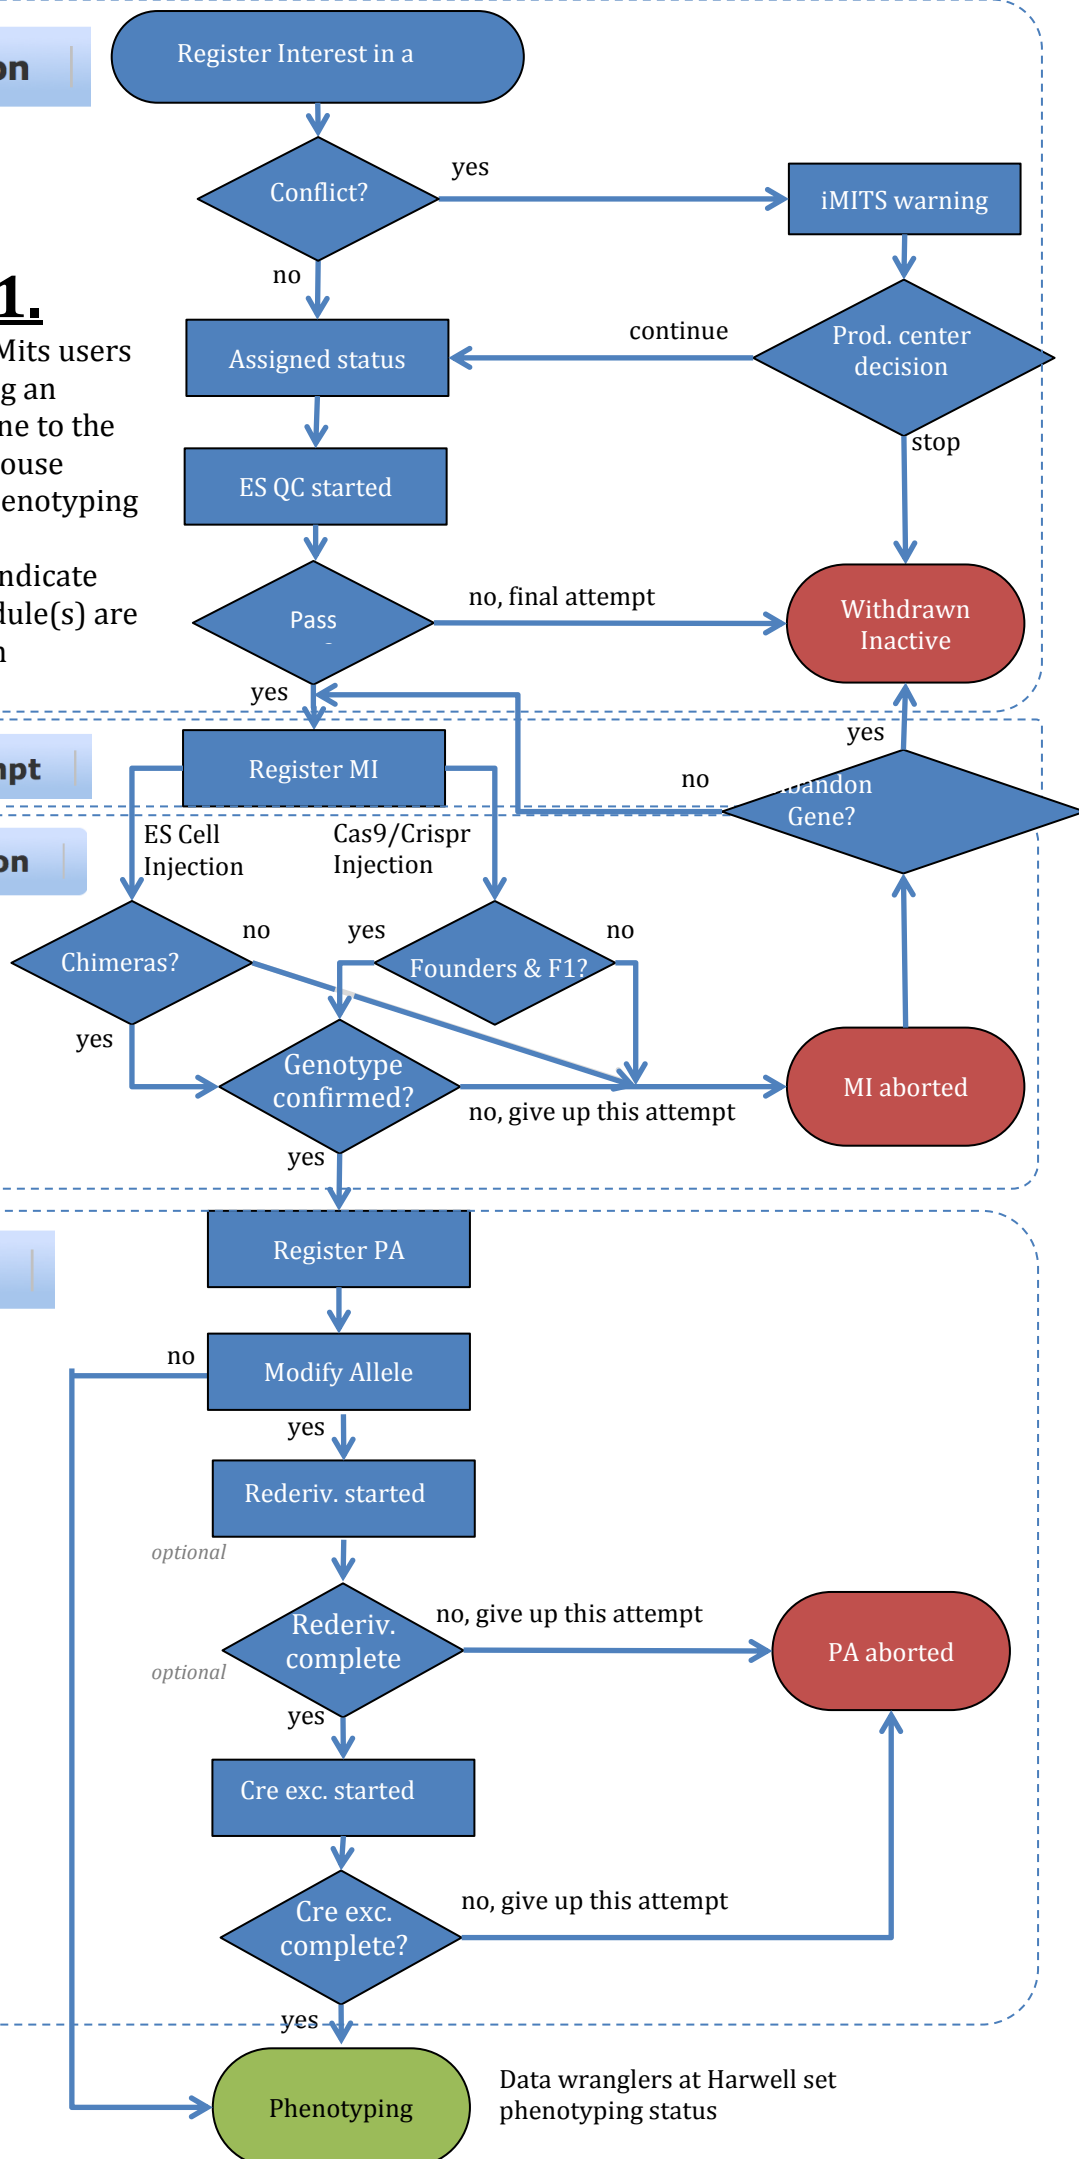 Register Interest in a
on
yes
Conflict?
iMITS warning
no
1.
Mits users
g an
ne to the
ouse
enotyping
ndicate
dule(s) are
n
continue
Prod. center
decision
Assigned status
stop
ES QC started
no, final attempt
Pass
Withdrawn
Inactive
yes
yes
mpt
Register MI
no
bandon
Gene?
on
ES Cell
Injection
Cas9/Crispr
Injection
no
yes
no
Chimeras?
Founders & F1?
yes
Genotype
confirmed?
no, give up this attempt
MI aborted
yes
Register PA
no
Modify Allele
yes
Rederiv. started
optional
Rederiv.
complete
no, give up this attempt
PA aborted
optional
yes
Cre exc. started
no, give up this attempt
Cre exc.
complete?
yes
Phenotyping
Data wranglers at Harwell set
phenotyping status